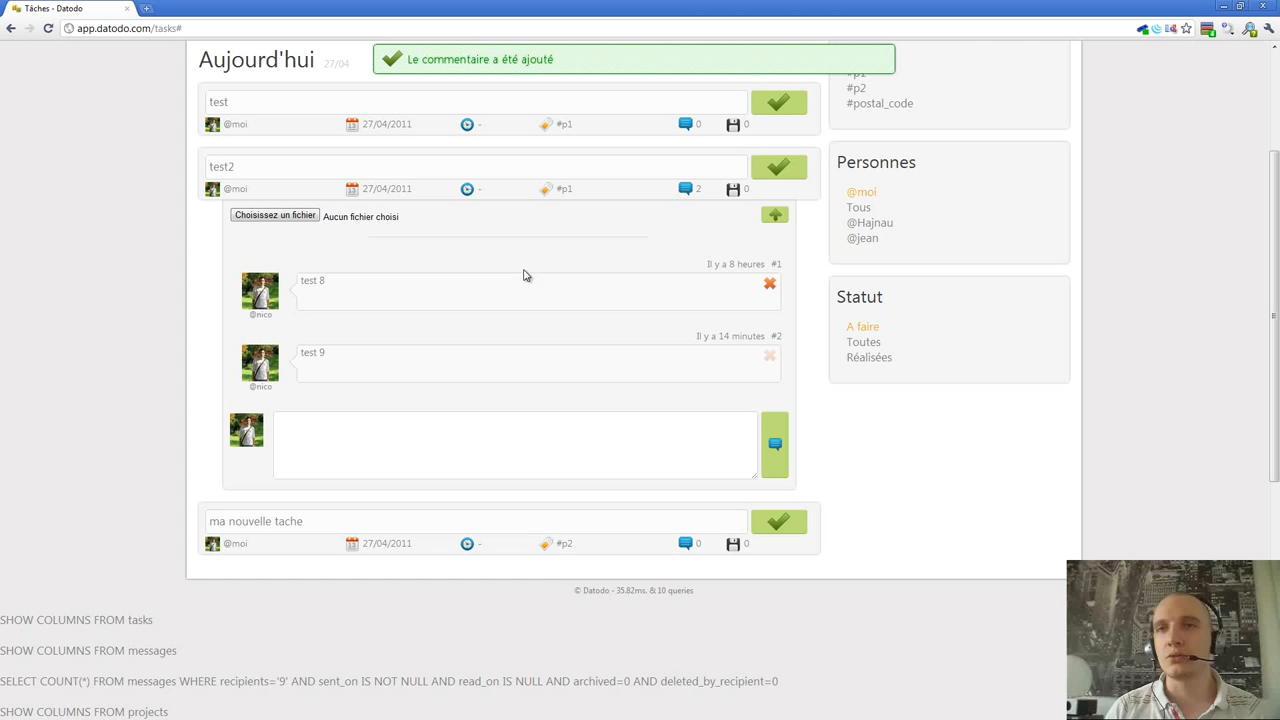 Tâches - Datodo
app.datodo.com/tasks#
Aujourd'hui 27/04
Le commentaire a été ajouté
test
@moi 27/04/2011 - #p1 0 0
test2
@moi 27/04/2011 - #p1 2 0
Choisissez un fichier Aucun fichier choisi
Il y a 8 heures #1
test 8
@nico
Il y a 14 minutes #2
test 9
@nico
ma nouvelle tache
@moi 27/04/2011 - #p2 0 0
#p2
#postal_code
Personnes
@moi
Tous
@Hajnau
@jean
Statut
A faire
Toutes
Réalisées
© Datodo - 35.82ms. & 10 queries
SHOW COLUMNS FROM tasks
SHOW COLUMNS FROM messages
SELECT COUNT(*) FROM messages WHERE recipients='9' AND sent_on IS NOT NULL AND read_on IS NULL AND archived=0 AND deleted_by_recipient=0
SHOW COLUMNS FROM projects